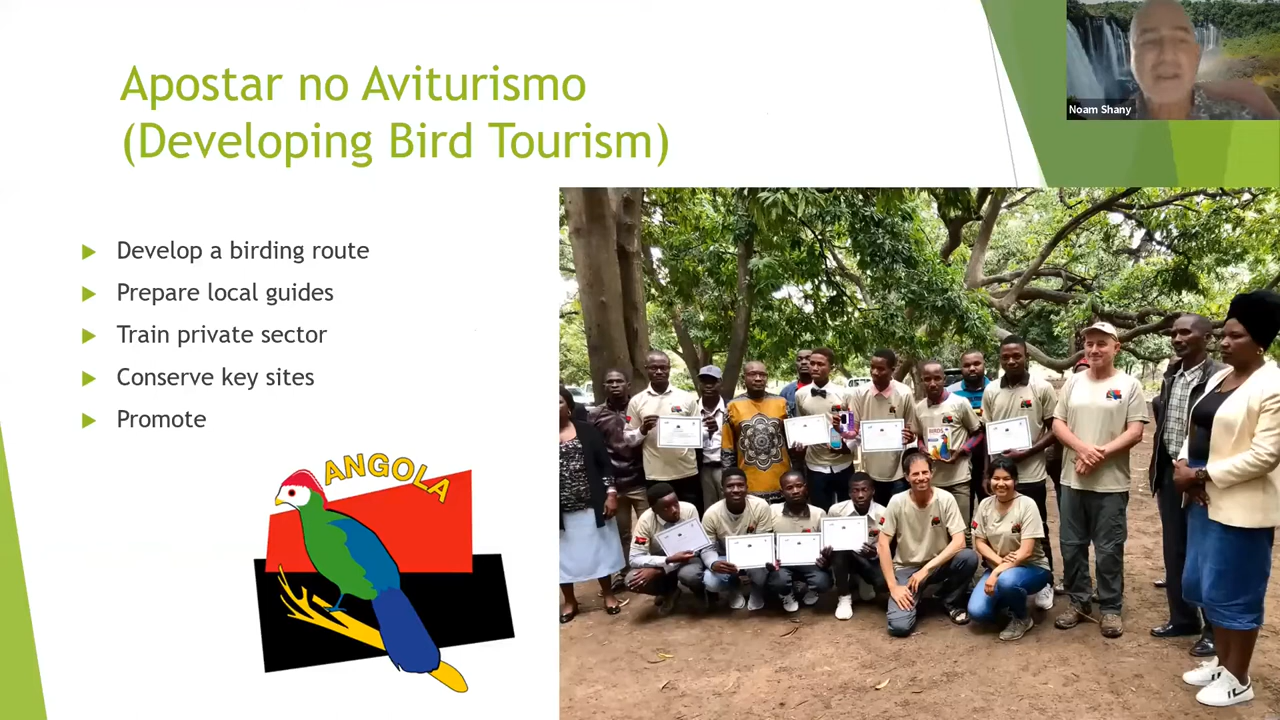 Apostar no Aviturismo
(Developing Bird Tourism)
Noam Shany
Develop a birding route
Prepare local guides
Train private sector
Conserve key sites
Promote
ANGOLA
BIRDS